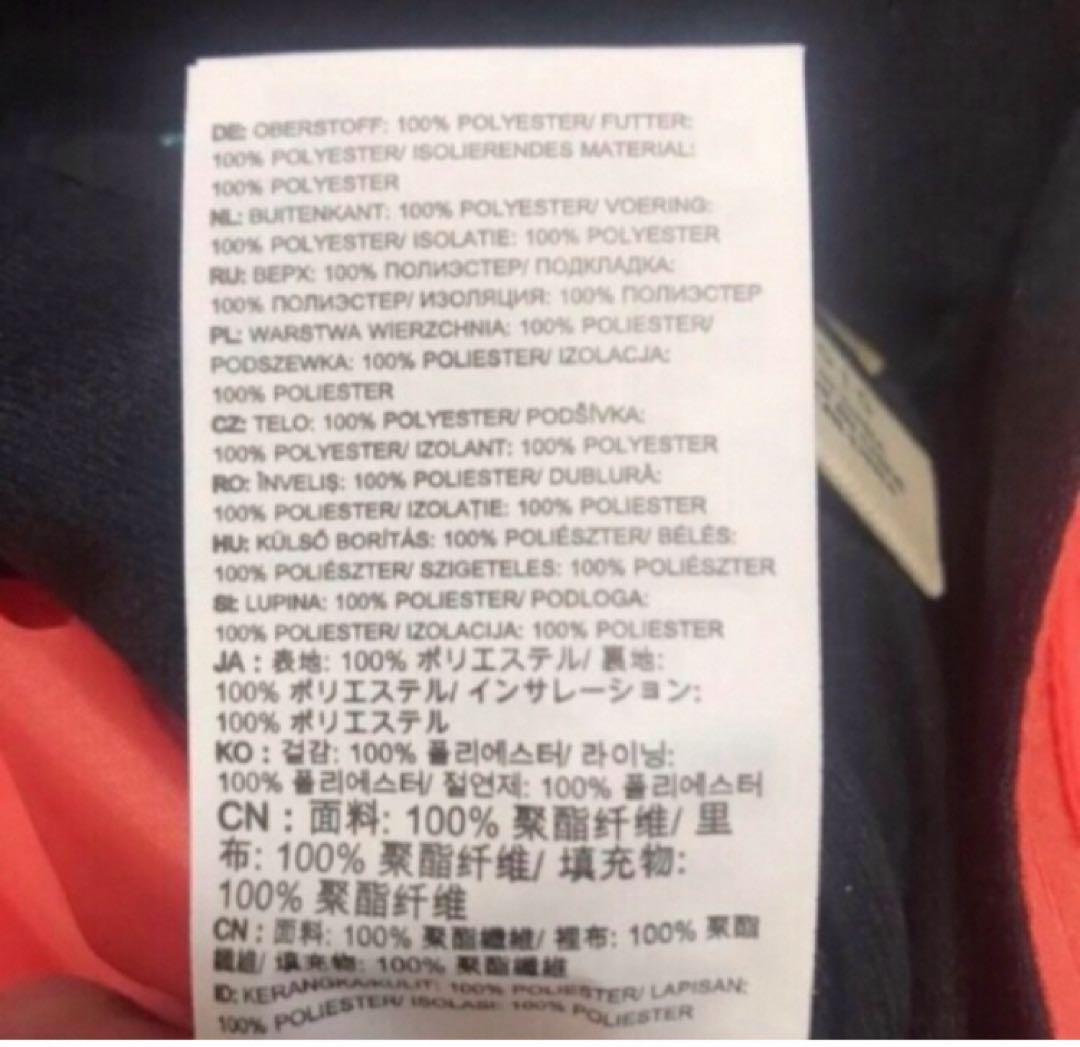 DE: OBERSTOFF: 100% POLYESTER/ FUTTER:
100% POLYESTER/ ISOLIERENDES MATERIAL:
100% POLYESTER
NL: BUITENKANT: 100% POLYESTER/ VOERING:
100% POLYESTER/ ISOLATIE: 100% POLYESTER
RU: ВЕРХ: 100% ПОЛИЭСТЕР/ ПОДКЛАДКА:
100% ПОЛИЭСТЕР/ ИЗОЛЯЦИЯ: 100% ПОЛИЭСТЕР
PL: WARSTWA WIERZCHNIA: 100% POLIESTER/
PODSZEWKA: 100% POLIESTER/ IZOLACJA:
100% POLIESTER
CZ: TELO: 100% POLYESTER/ PODŠÍVKA:
100% POLYESTER/ IZOLANT: 100% POLYESTER
RO: ÎNVELIŞ: 100% POLIESTER/ DUBLURĂ:
100% POLIESTER/ IZOLAŢIE: 100% POLIESTER
HU: KÜLSŐ BORÍTÁS: 100% POLIÉSZTER/ BÉLÉS:
100% POLIÉSZTER/ SZIGETELES: 100% POLIÉSZTER
SI: LUPINA: 100% POLIESTER/ PODLOGA:
100% POLIESTER/ IZOLACIJA: 100% POLIESTER
JA : 表地: 100% ポリエステル/ 裏地:
100% ポリエステル/ インサレーション:
100% ポリエステル
KO : 겉감: 100% 폴리에스터/ 라이닝:
100% 폴리에스터/ 절연제: 100% 폴리에스터
CN : 面料: 100% 聚酯纤维/ 里
布: 100% 聚酯纤维/ 填充物:
100% 聚酯纤维
CN : 面料: 100% 聚酯纖維/ 裡布: 100% 聚酯
纖維/ 填充物: 100% 聚酯纖維
ID: KERANGKA/KULIT: 100% POLIESTER/ LAPISAN:
100% POLIESTER/ ISOLASI: 100% POLIESTER